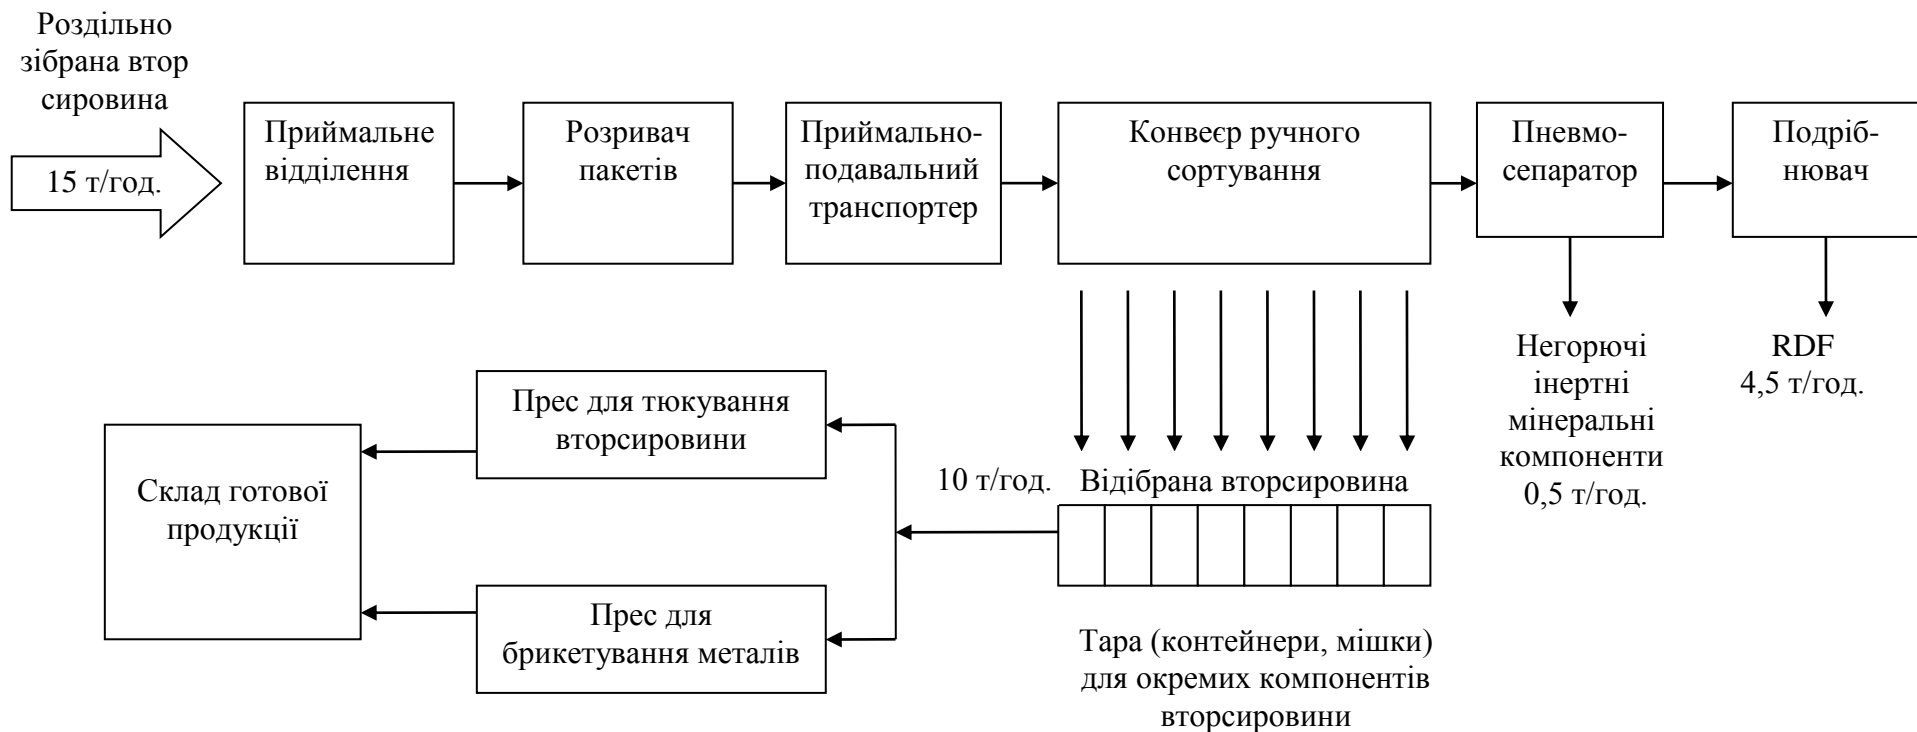 Роздільно
зібрана втор
сировина
15 т/год.
Приймальне
відділення
Розривач
пакетів
Приймально-
подавальний
транспортер
Конвеєр ручного
сортування
Пневмо-
сепаратор
Подріб-
нювач
Негорючі
інертні
мінеральні
компоненти
0,5 т/год.
RDF
4,5 т/год.
Прес для тюкування
вторсировини
Склад готової
продукції
10 т/год.
Відібрана вторсировина
Прес для
брикетування металів
Тара (контейнери, мішки)
для окремих компонентів
вторсировини